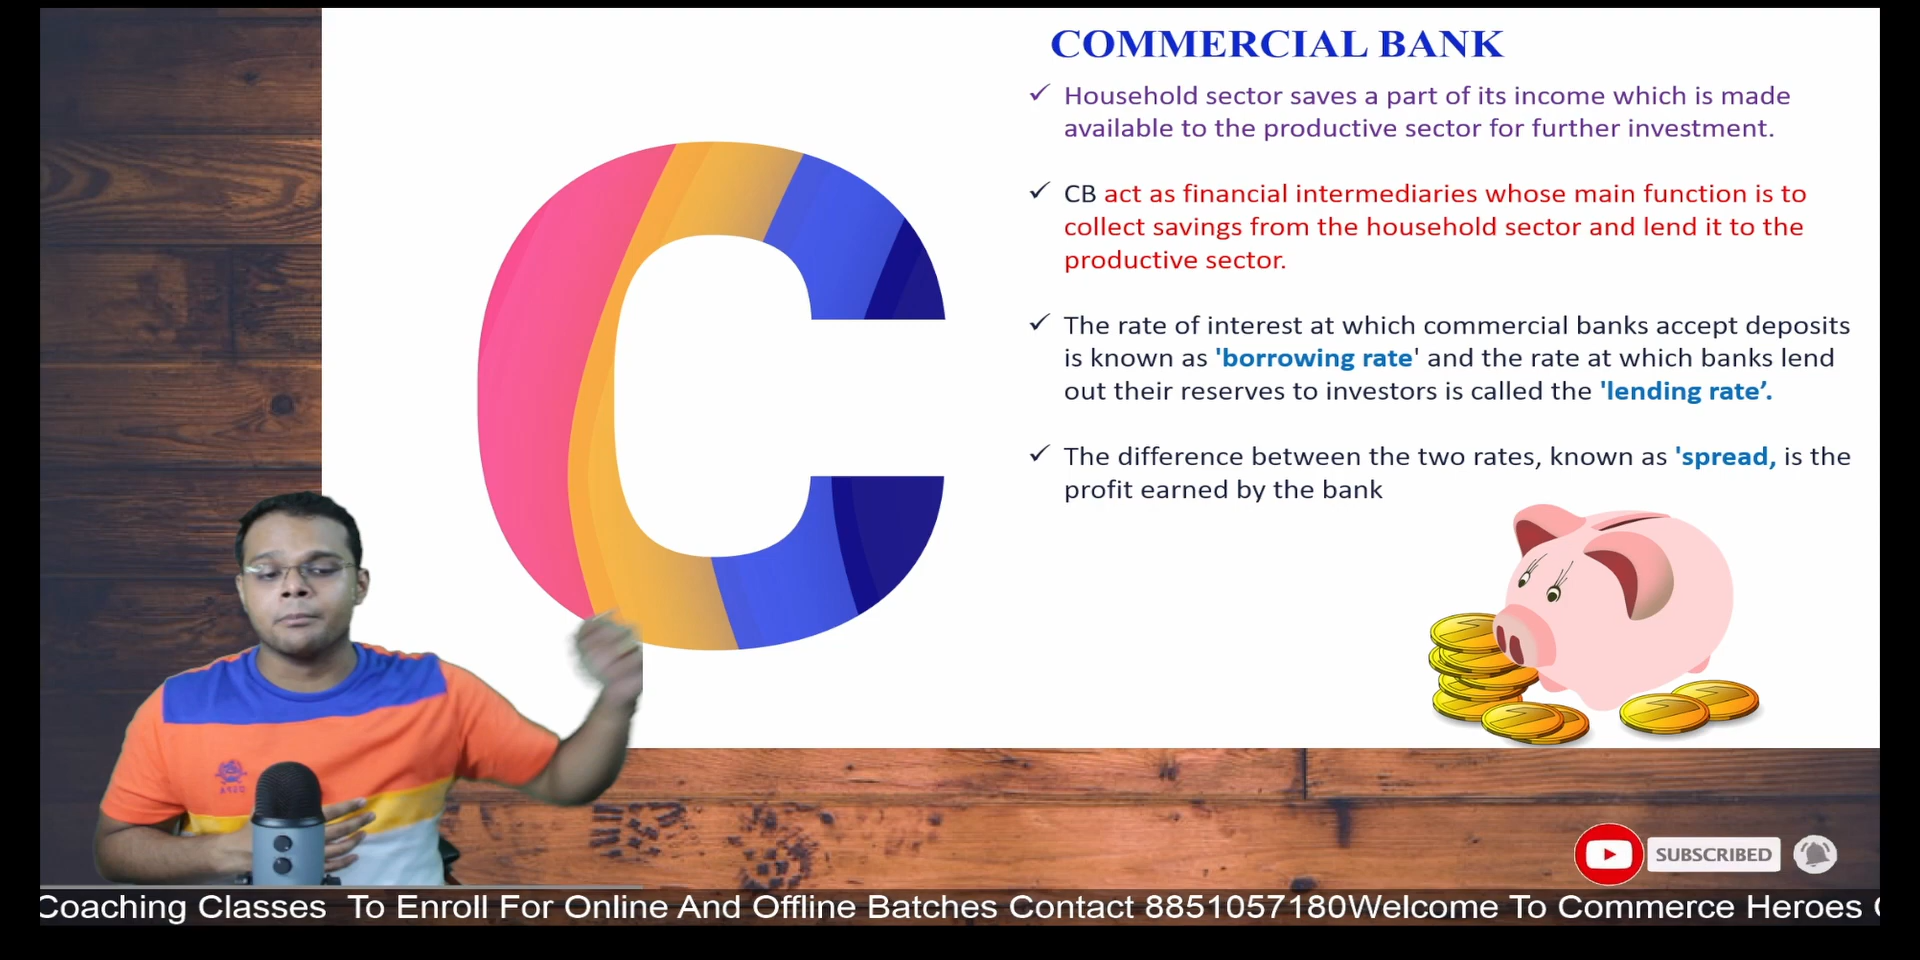 COMMERCIAL BANK
✓ Household sector saves a part of its income which is made
available to the productive sector for further investment.
✓ CB act as financial intermediaries whose main function is to
collect savings from the household sector and lend it to the
productive sector.
✓ The rate of interest at which commercial banks accept deposits
is known as 'borrowing rate' and the rate at which banks lend
out their reserves to investors is called the 'lending rate’.
✓ The difference between the two rates, known as 'spread, is the
profit earned by the bank
SUBSCRIBED
Coaching Classes To Enroll For Online And Offline Batches Contact 8851057180Welcome To Commerce Heroes